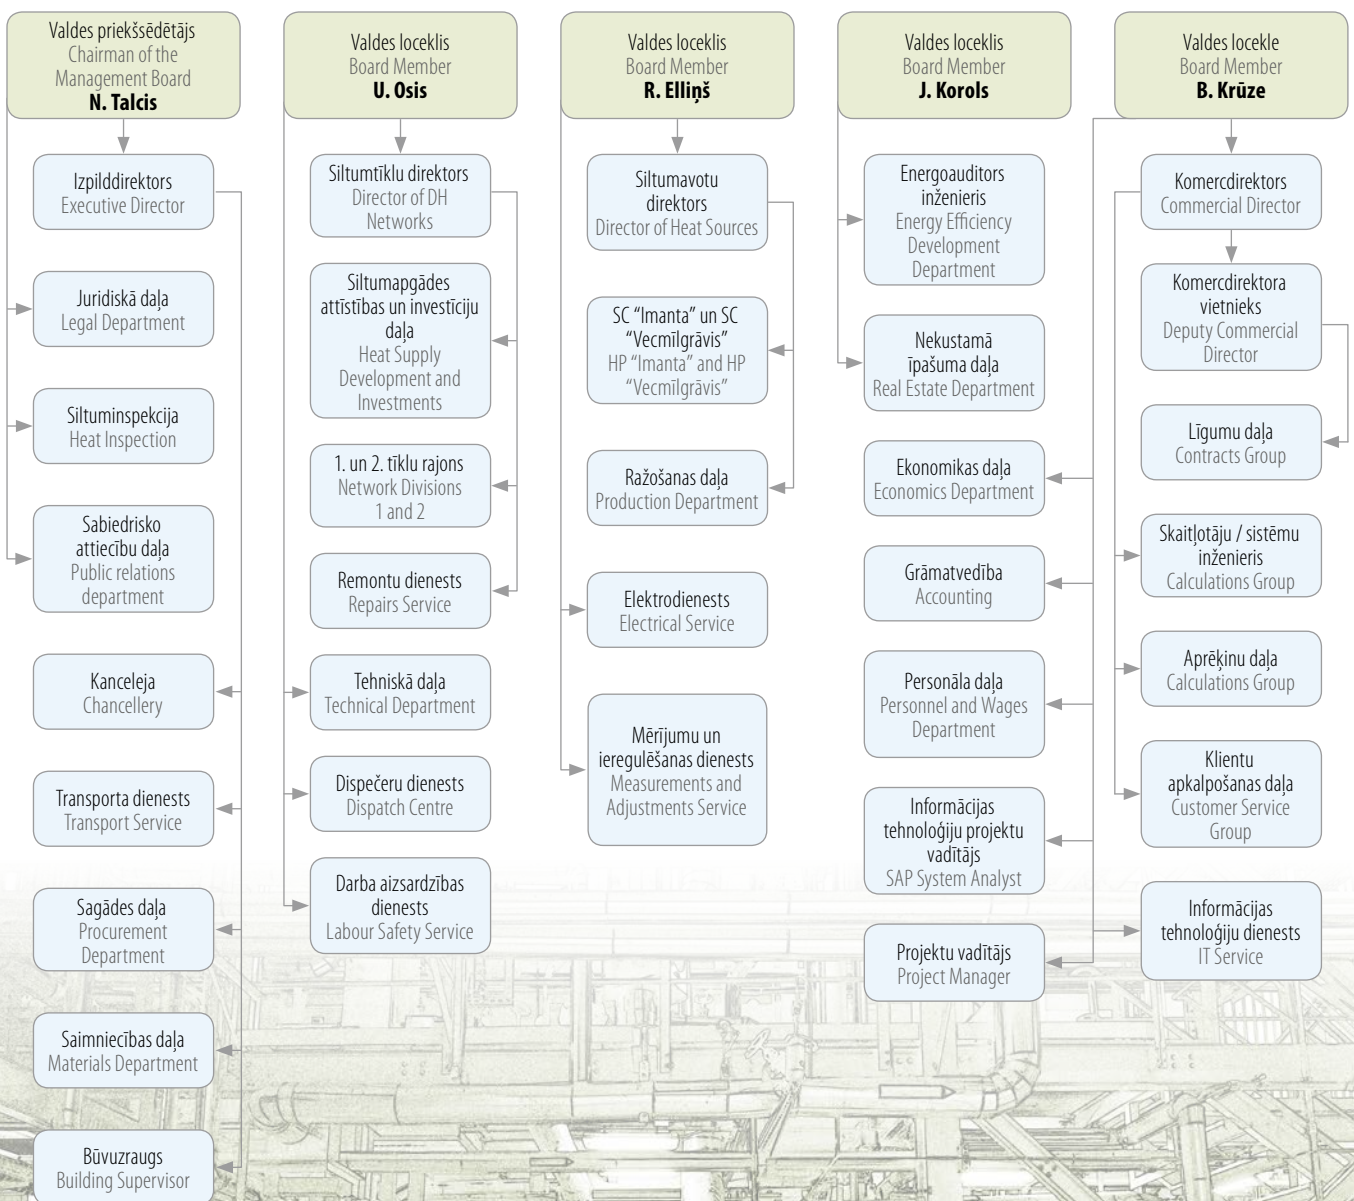 Valdes priekšsēdētājs
Chairman of the
Management Board
N. Talcis
Izpilddirektors
Executive Director
Juridiskā daļa
Legal Department
Siltuminspekcija
Heat Inspection
Sabiedrisko
attiecību daļa
Public relations
department
Kanceleja
Chancellery
Transporta dienests
Transport Service
Sagādes daļa
Procurement
Department
Saimniecības daļa
Materials Department
Būvuzraugs
Building Supervisor
Valdes loceklis
Board Member
U. Osis
Siltumtīklu direktors
Director of DH
Networks
Siltumapgādes
attīstības un investīciju
daļa
Heat Supply
Development and
Investments
1. un 2. tīklu rajons
Network Divisions
1 and 2
Remontu dienests
Repairs Service
Tehniskā daļa
Technical Department
Dispečeru dienests
Dispatch Centre
Darba aizsardzības
dienests
Labour Safety Service
Valdes loceklis
Board Member
R. Elliņš
Siltumavotu
direktors
Director of Heat Sources
SC “Imanta” un SC
“Vecmīlgrāvis”
HP “Imanta” and HP
“Vecmīlgrāvis”
Ražošanas daļa
Production Department
Elektrodienests
Electrical Service
Mērījumu un
ieregulēšanas dienests
Measurements and
Adjustments Service
Valdes loceklis
Board Member
J. Korols
Energoauditors
inženieris
Energy Efficiency
Development
Department
Nekustamā
īpašuma daļa
Real Estate Department
Ekonomikas daļa
Economics Department
Grāmatvedība
Accounting
Personāla daļa
Personnel and Wages
Department
Informācijas
tehnoloģiju projektu
vadītājs
SAP System Analyst
Projektu vadītājs
Project Manager
Valdes locekle
Board Member
B. Krūze
Komercdirektors
Commercial Director
Komercdirektora
vietnieks
Deputy Commercial
Director
Līgumu daļa
Contracts Group
Skaitļotāju / sistēmu
inženieris
Calculations Group
Aprēķinu daļa
Calculations Group
Klientu
apkalpošanas daļa
Customer Service
Group
Informācijas
tehnoloģiju dienests
IT Service